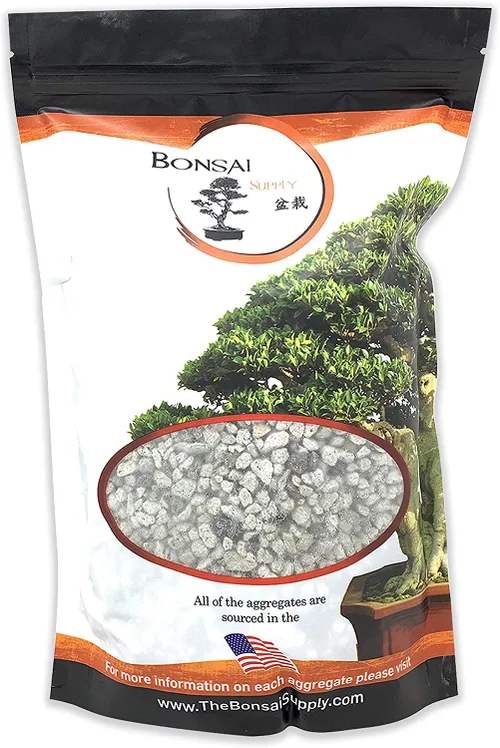 BONSAI
SUPPLY
盆栽
All of the aggregates are
sourced in the
For more information on each aggregate please visit
www.TheBonsaiSupply.com